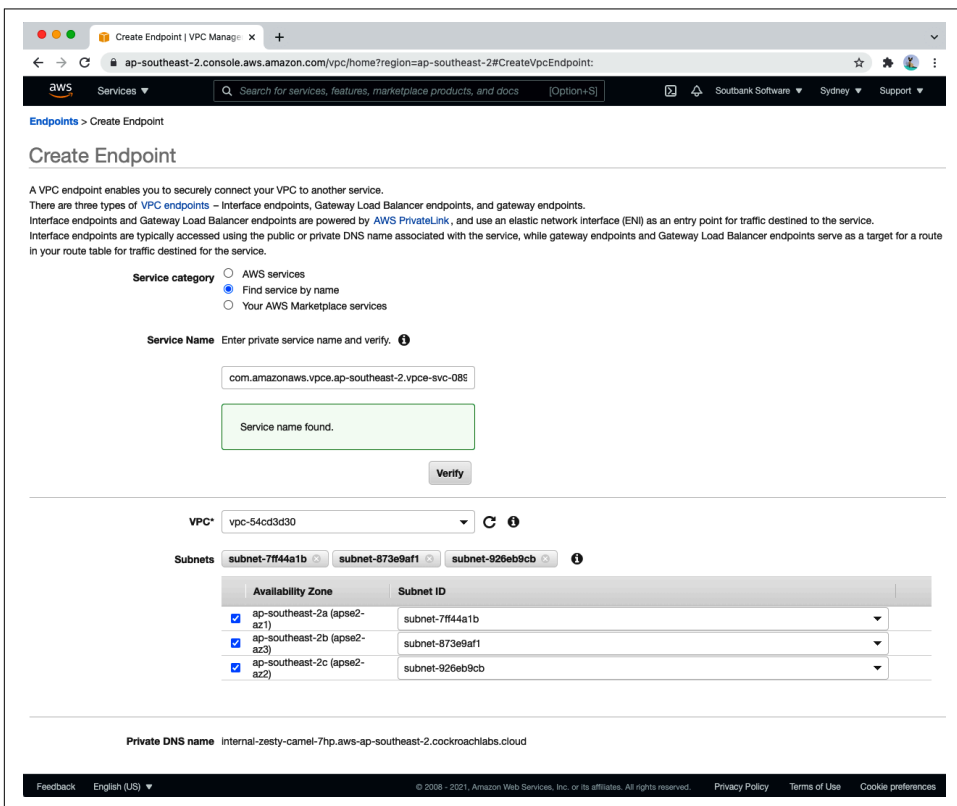 Create Endpoint | VPC Manage
ap-southeast-2.console.aws.amazon.com/vpc/home?region=ap-southeast-2#CreateVpcEndpoint:
aws Services Search for services, features, marketplace products, and docs [Option+S] Soutbank Software Sydney Support
Endpoints > Create Endpoint
Create Endpoint
A VPC endpoint enables you to securely connect your VPC to another service.
There are three types of VPC endpoints – Interface endpoints, Gateway Load Balancer endpoints, and gateway endpoints.
Interface endpoints and Gateway Load Balancer endpoints are powered by AWS PrivateLink, and use an elastic network interface (ENI) as an entry point for traffic destined to the service.
Interface endpoints are typically accessed using the public or private DNS name associated with the service, while gateway endpoints and Gateway Load Balancer endpoints serve as a target for a route
in your route table for traffic destined for the service.
Service category AWS services
Find service by name
Your AWS Marketplace services
Service Name Enter private service name and verify.
com.amazonaws.vpce.ap-southeast-2.vpce-svc-089
Service name found.
Verify
VPC* vpc-54cd3d30
Subnets subnet-7ff44a1b subnet-873e9af1 subnet-926eb9cb
Availability Zone Subnet ID
ap-southeast-2a (apse2-
az1) subnet-7ff44a1b
ap-southeast-2b (apse2-
az3) subnet-873e9af1
ap-southeast-2c (apse2-
az2) subnet-926eb9cb
Private DNS name internal-zesty-camel-7hp.aws-ap-southeast-2.cockroachlabs.cloud
Feedback English (US) © 2008 - 2021, Amazon Web Services, Inc. or its affiliates. All rights reserved. Privacy Policy Terms of Use Cookie preferences